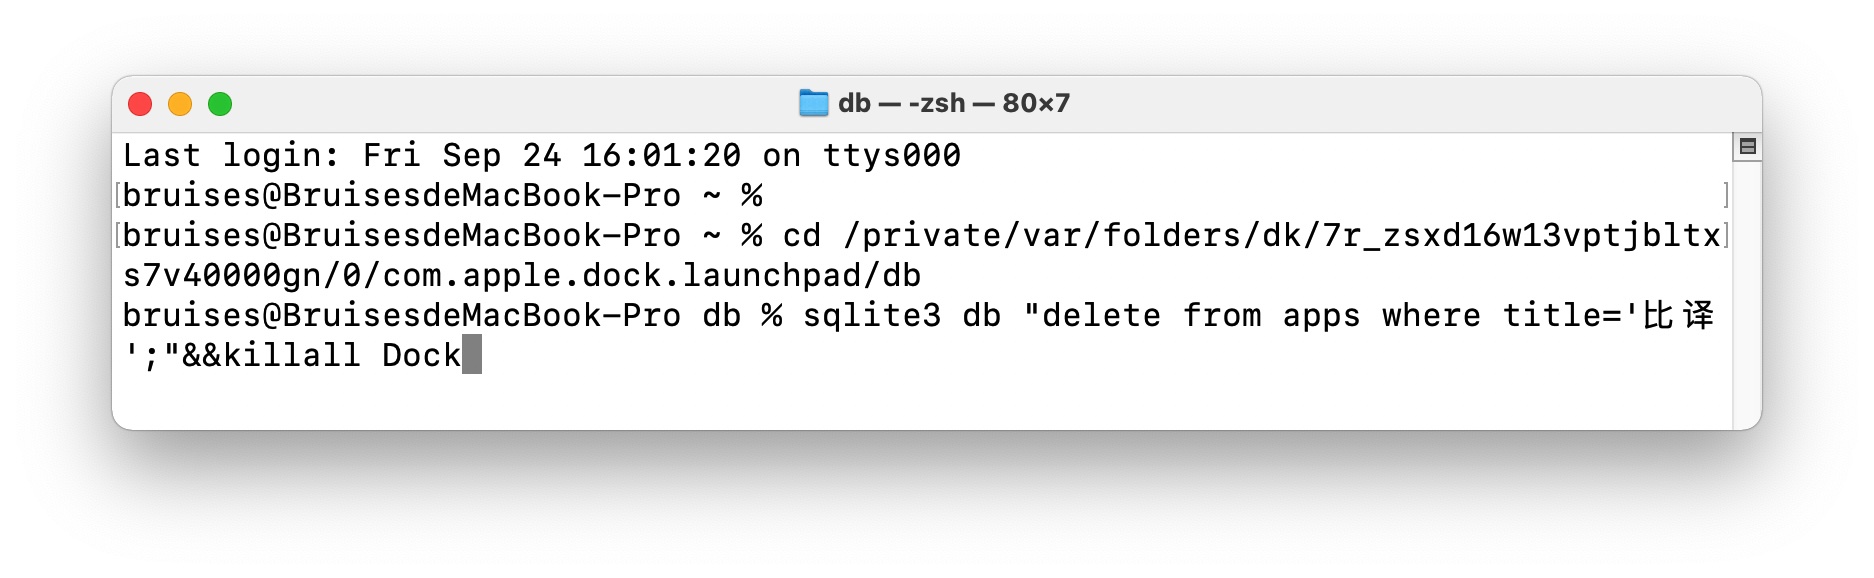 db — -zsh — 80×7
Last login: Fri Sep 24 16:01:20 on ttys000
[bruises@BruisesdeMacBook-Pro ~ % ]
[bruises@BruisesdeMacBook-Pro ~ % cd /private/var/folders/dk/7r_zsxd16w13vptjbltx]
s7v40000gn/0/com.apple.dock.launchpad/db
bruises@BruisesdeMacBook-Pro db % sqlite3 db "delete from apps where title='比译
';"&&killall Dock